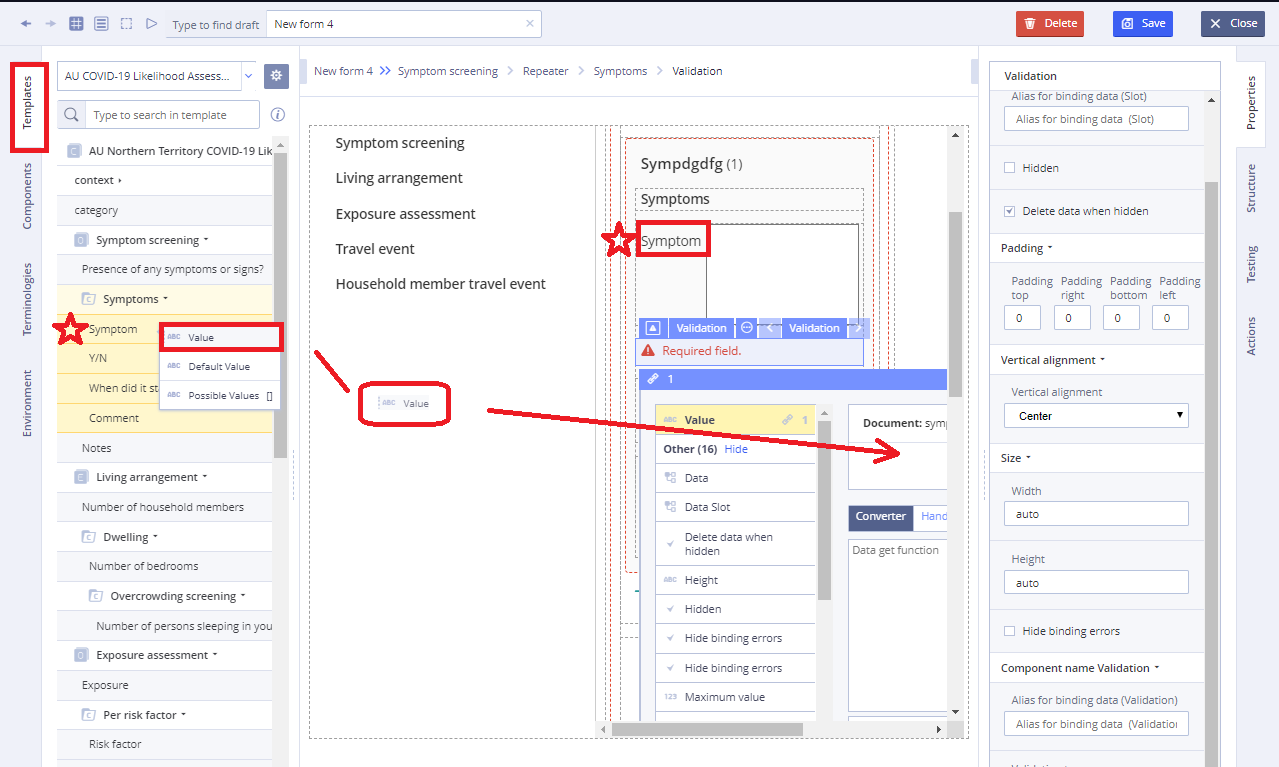 Type to find draft
New form 4
Delete
Save
Close
Templates
Components
Terminologies
Environment
AU COVID-19 Likelihood Assess...
Type to search in template
AU Northern Territory COVID-19 Lik
context
category
Symptom screening
Presence of any symptoms or signs?
Symptoms
Symptom
Y/N
When did it st
Comment
Notes
Living arrangement
Number of household members
Dwelling
Number of bedrooms
Overcrowding screening
Number of persons sleeping in you
Exposure assessment
Exposure
Per risk factor
Risk factor
ABC Value
ABC Default Value
ABC Possible Values []
ABC Value
New form 4 Symptom screening Repeater Symptoms Validation
Symptom screening
Living arrangement
Exposure assessment
Travel event
Household member travel event
Sympdgdfg (1)
Symptoms
Symptom
Validation
Validation
Required field.
1
ABC Value 1
Other (16) Hide
Data
Data Slot
Delete data when
hidden
ABC Height
Hidden
Hide binding errors
Hide binding errors
123 Maximum value
Document: symp
Converter
Hand
Data get function
Validation
Alias for binding data (Slot)
Alias for binding data (Slot)
Hidden
Delete data when hidden
Padding
Padding top
Padding right
Padding bottom
Padding left
0
0
0
0
Vertical alignment
Vertical alignment
Center
Size
Width
auto
Height
auto
Hide binding errors
Component name Validation
Alias for binding data (Validation)
Alias for binding data (Validation
Properties
Structure
Testing
Actions